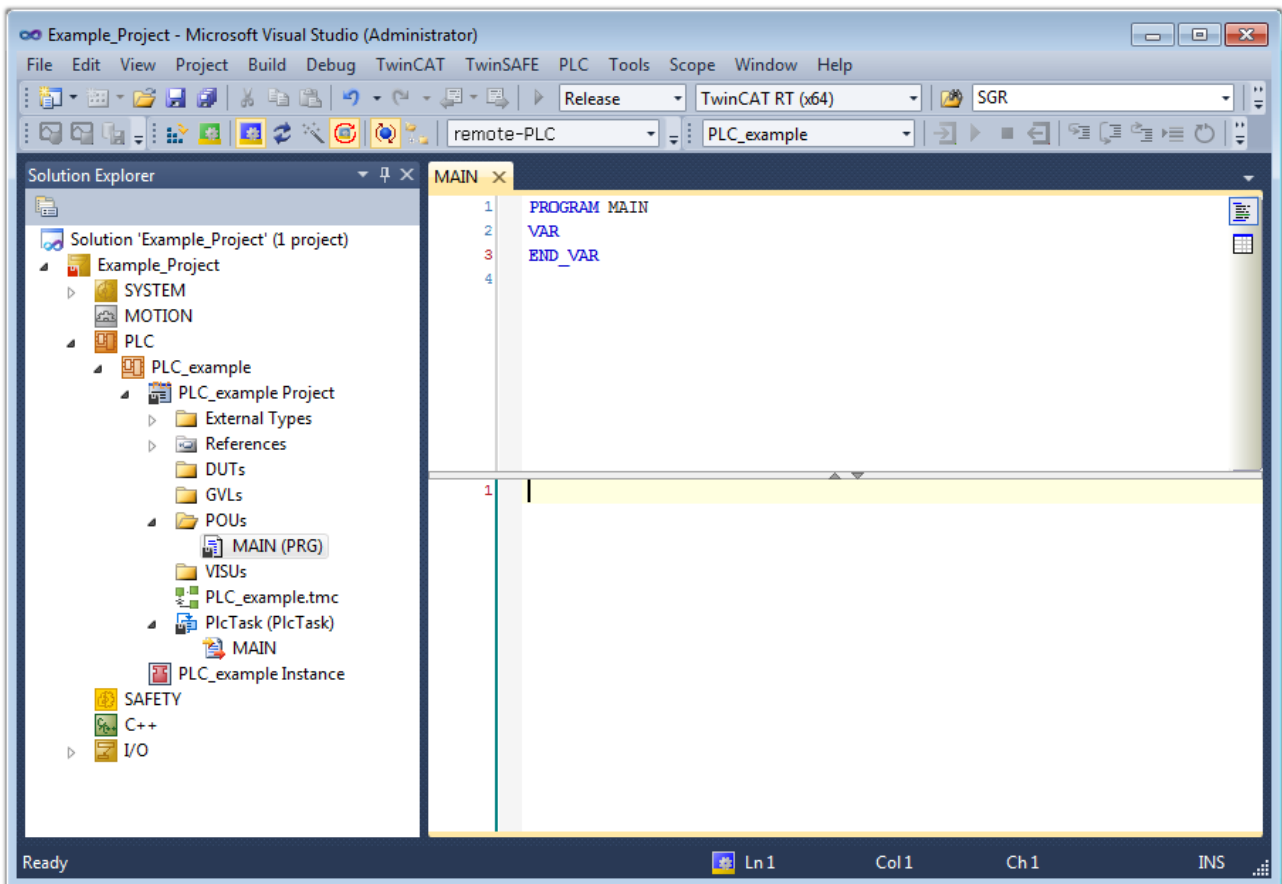 Example_Project - Microsoft Visual Studio (Administrator)
File Edit View Project Build Debug TwinCAT TwinSAFE PLC Tools Scope Window Help
Release TwinCAT RT (x64) SGR
remote-PLC PLC_example
Solution Explorer
Solution 'Example_Project' (1 project)
Example_Project
SYSTEM
MOTION
PLC
PLC_example
PLC_example Project
External Types
References
DUTs
GVLs
POUs
MAIN (PRG)
VISUs
PLC_example.tmc
PlcTask (PlcTask)
MAIN
PLC_example Instance
SAFETY
C++
I/O
MAIN
1 PROGRAM MAIN
2 VAR
3 END_VAR
4
1
Ready Ln 1 Col 1 Ch 1 INS